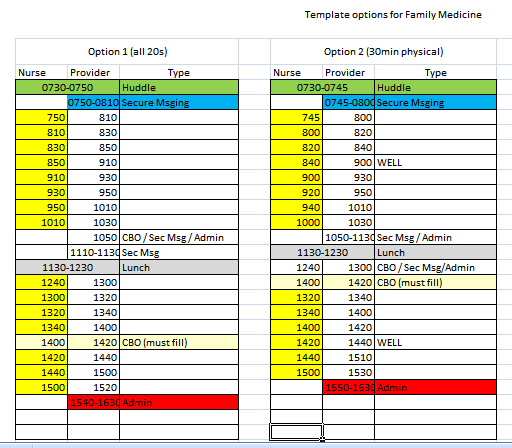 Template options for Family Medicine
Option 1 (all 20s) Option 2 (30min physical)
Nurse Provider Type Nurse Provider Type
0730-0750 Huddle 0730-0745 Huddle
0750-0810 Secure Msging 0745-0800 Secure Msging
750 810 745 800
810 830 800 820
830 850 820 840
850 910 840 900 WELL
910 930 900 930
930 950 920 950
950 1010 940 1010
1010 1030 1000 1030
1050 CBO / Sec Msg / Admin 1050-1130 Sec Msg / Admin
1110-1130 Sec Msg 1130-1230 Lunch
1130-1230 Lunch 1240 1300 CBO / Sec Msg/Admin
1240 1300 1400 1420 CBO (must fill)
1300 1320 1320 1340
1320 1340 1340 1400
1340 1400 1400 1420
1400 1420 CBO (must fill) 1420 1440 WELL
1420 1440 1440 1510
1440 1500 1500 1530
1500 1520 1550-1630 Admin
1540-1630 Admin